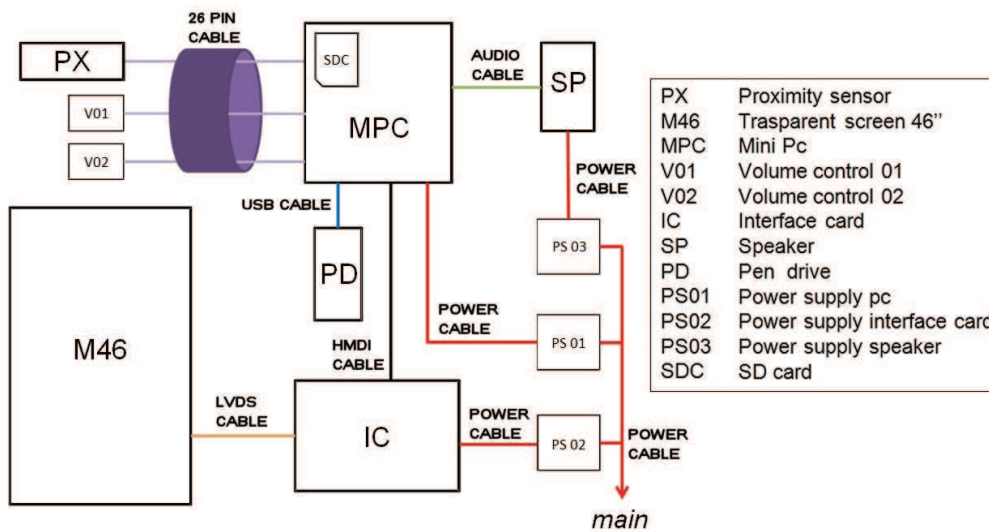 26 PIN
CABLE
PX
V01
V02
SDC
MPC
AUDIO
CABLE
SP
POWER
CABLE
USB CABLE
PD
PS 03
POWER
CABLE
PS 01
HMDI
CABLE
M46
LVDS
CABLE
IC
POWER
CABLE
PS 02
POWER
CABLE
main
PX Proximity sensor
M46 Trasparent screen 46''
MPC Mini Pc
V01 Volume control 01
V02 Volume control 02
IC Interface card
SP Speaker
PD Pen drive
PS01 Power supply pc
PS02 Power supply interface card
PS03 Power supply speaker
SDC SD card